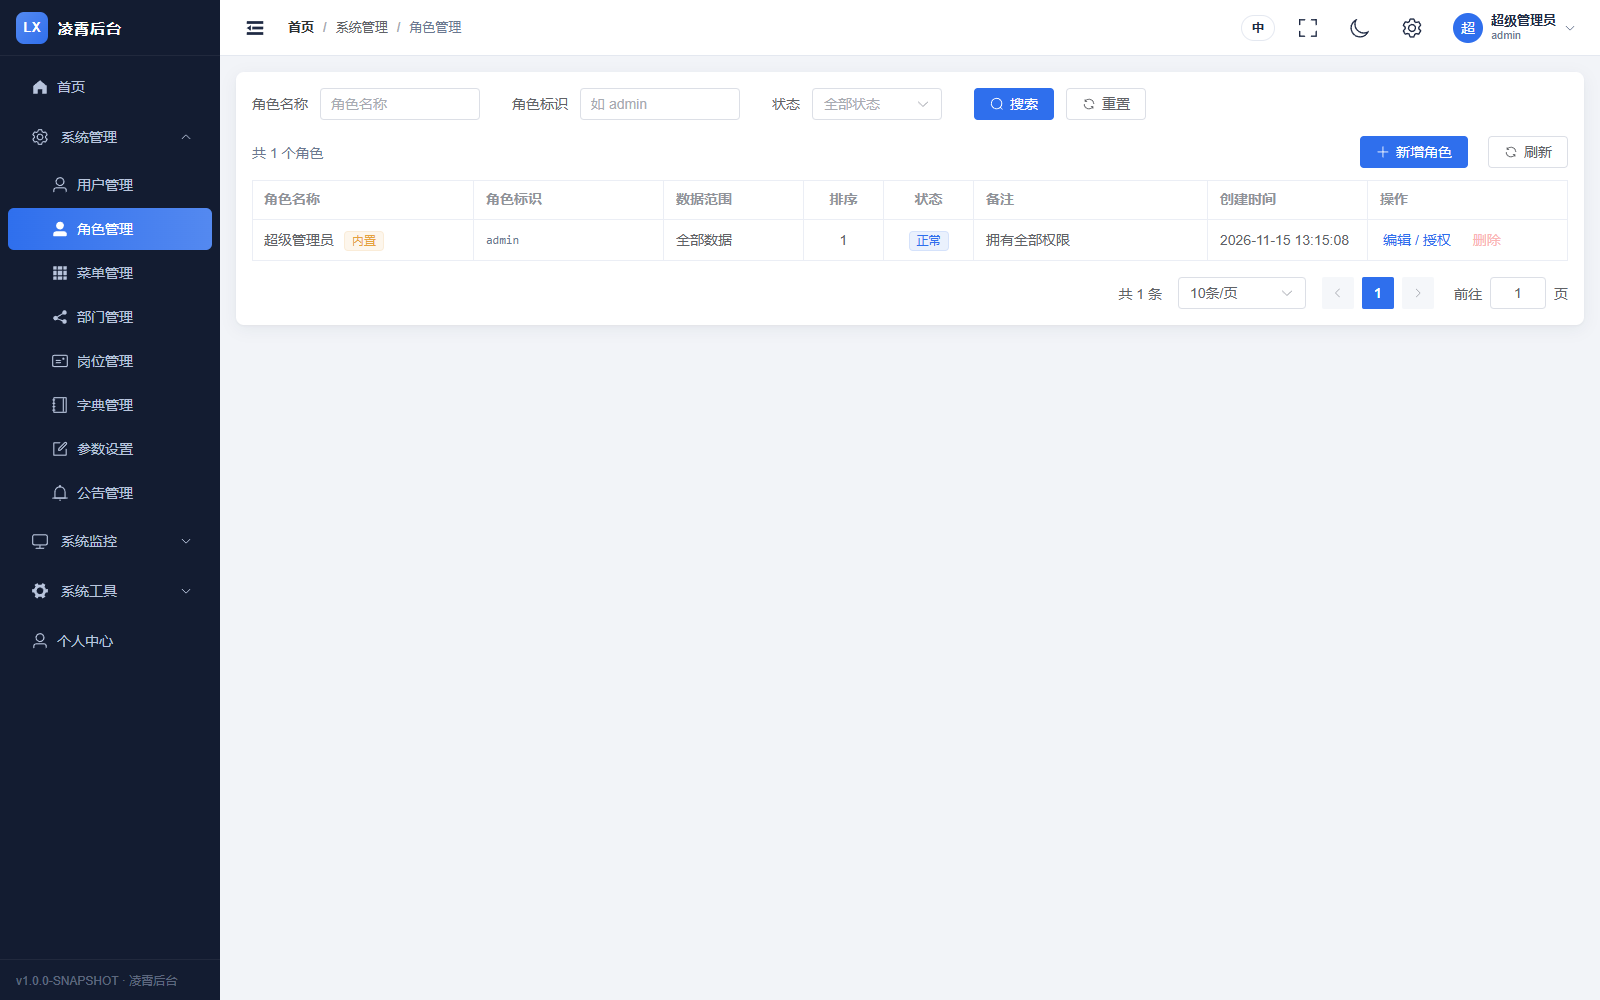 LX 凌霄后台
首页 / 系统管理 / 角色管理
中
超 超级管理员
admin
首页
系统管理
用户管理
角色管理
菜单管理
部门管理
岗位管理
字典管理
参数设置
公告管理
系统监控
系统工具
个人中心
v1.0.0-SNAPSHOT · 凌霄后台
角色名称 角色名称 角色标识 如 admin 状态 全部状态 搜索 重置
共 1 个角色 新增角色 刷新
角色名称 角色标识 数据范围 排序 状态 备注 创建时间 操作
超级管理员 内置 admin 全部数据 1 正常 拥有全部权限 2026-11-15 13:15:08 编辑 / 授权 删除
共 1 条 10条/页 1 前往 1 页